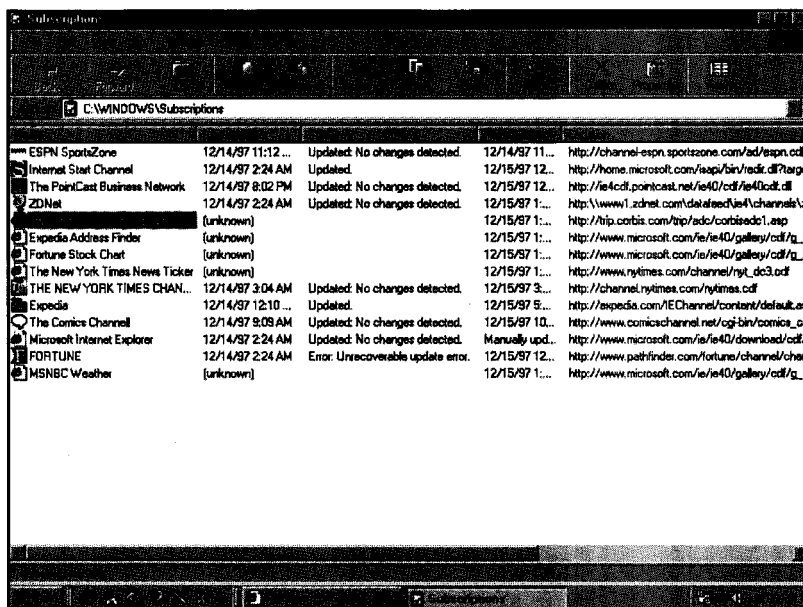 Subscriptions
C:\WINDOWS\Subscriptions
ESPN SportsZone 12/14/97 11:12 ... Updated: No changes detected. 12/14/97 11... http://channel-espn.sportszone.com/ad/espn.cdf
Internet Start Channel 12/14/97 2:24 AM Updated. 12/15/97 12... http://home.microsoft.com/isapi/bin/redir.dll?targe
The PointCast Business Network 12/14/97 8:02 PM Updated: No changes detected. 12/15/97 12... http://ie4cdf.pointcast.net/ie40/cdf/ie40cdf.dll
ZDNet 12/14/97 2:24 AM Updated: No changes detected. 12/15/97 1:... http:\\www1.zdnet.com\datafeed\ie4\channels\
(unknown) 12/15/97 1:... http://trip.corbis.com/trip/adc/corbisadc1.asp
Expedia Address Finder (unknown) 12/15/97 1:... http://www.microsoft.com/ie/ie40/gallery/cdf/g_
Fortune Stock Chart (unknown) 12/15/97 1:... http://www.microsoft.com/ie/ie40/gallery/cdf/g_
The New York Times News Ticker (unknown) 12/15/97 1:... http://www.nytimes.com/channel/nyt_dc3.cdf
THE NEW YORK TIMES CHAN... 12/14/97 3:04 AM Updated: No changes detected. 12/15/97 3:... http://channel.nytimes.com/nytimes.cdf
Expedia 12/14/97 12:10 ... Updated. 12/15/97 5:... http://expedia.com/IEChannel/content/default.as
The Comics Channel! 12/14/97 9:09 AM Updated: No changes detected. 12/15/97 10,... http://www.comicschannel.net/cgi-bin/comics_c
Microsoft Internet Explorer 12/14/97 2:24 AM Updated: No changes detected. Manually upd... http://www.microsoft.com/ie/ie40/download/cdf/
FORTUNE 12/14/97 2:24 AM Error: Unrecoverable update error. 12/15/97 12... http://www.pathfinder.com/fortune/channel/cha
MSNBC Weather (unknown) 12/15/97 1:... http://www.microsoft.com/ie/ie40/gallery/cdf/g_
Subscriptions